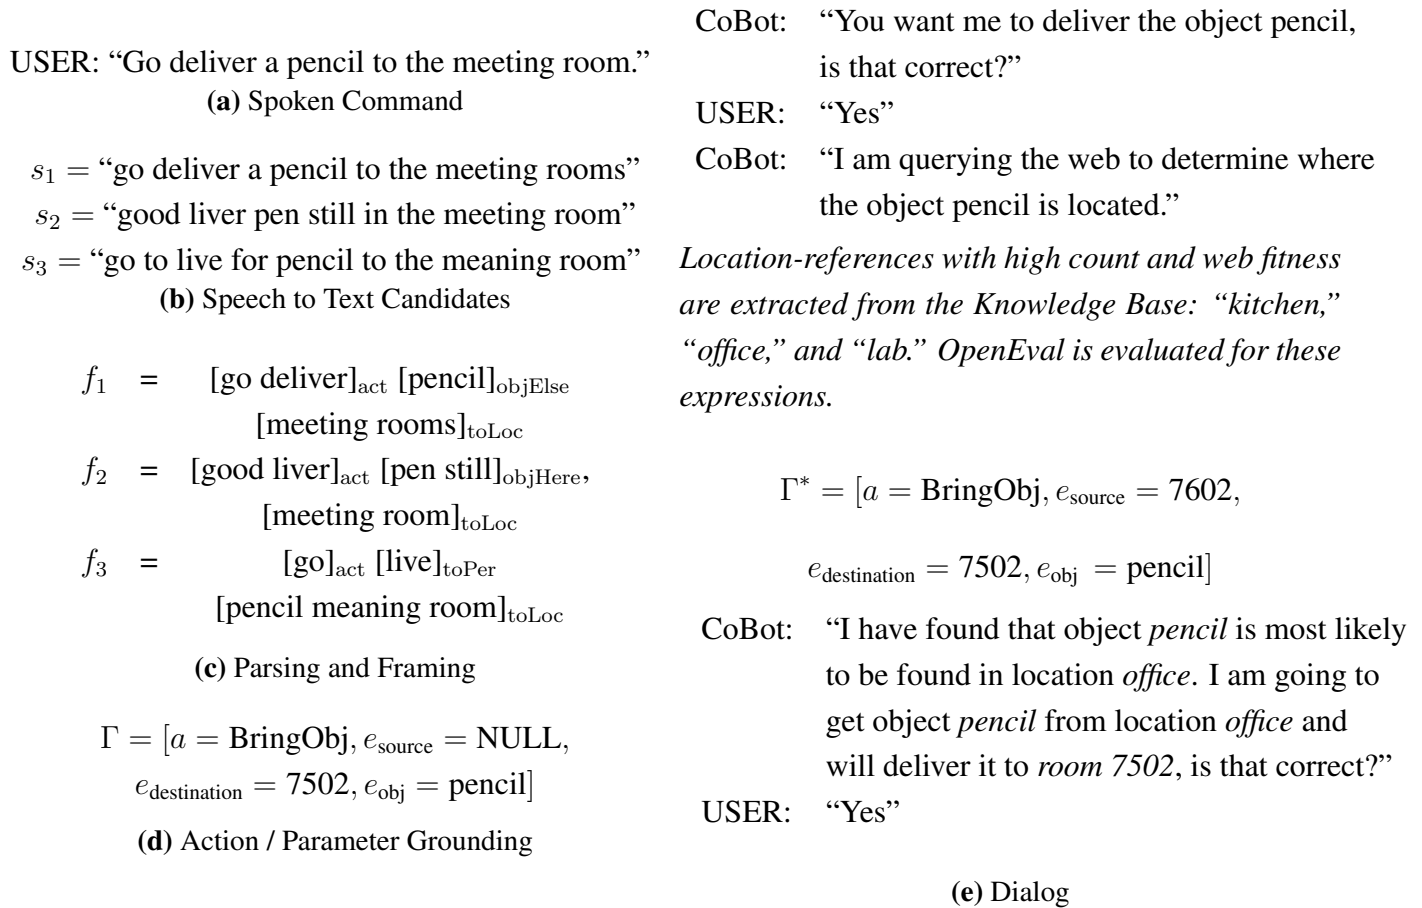 USER: “Go deliver a pencil to the meeting room.”
(a) Spoken Command
s₁ = “go deliver a pencil to the meeting rooms”
s₂ = “good liver pen still in the meeting room”
s₃ = “go to live for pencil to the meaning room”
(b) Speech to Text Candidates
f₁ = [go deliver]act [pencil]objElse
[meeting rooms]toLoc
f₂ = [good liver]act [pen still]objHere,
[meeting room]toLoc
f₃ = [go]act [live]toPer
[pencil meaning room]toLoc
(c) Parsing and Framing
Γ = [a = BringObj, esource = NULL,
edestination = 7502, eobj = pencil]
(d) Action / Parameter Grounding
CoBot: “You want me to deliver the object pencil,
is that correct?”
USER: “Yes”
CoBot: “I am querying the web to determine where
the object pencil is located.”
Location-references with high count and web fitness
are extracted from the Knowledge Base: “kitchen,”
“office,” and “lab.” OpenEval is evaluated for these
expressions.
Γ* = [a = BringObj, esource = 7602,
edestination = 7502, eobj = pencil]
CoBot: “I have found that object pencil is most likely
to be found in location office. I am going to
get object pencil from location office and
will deliver it to room 7502, is that correct?”
USER: “Yes”
(e) Dialog